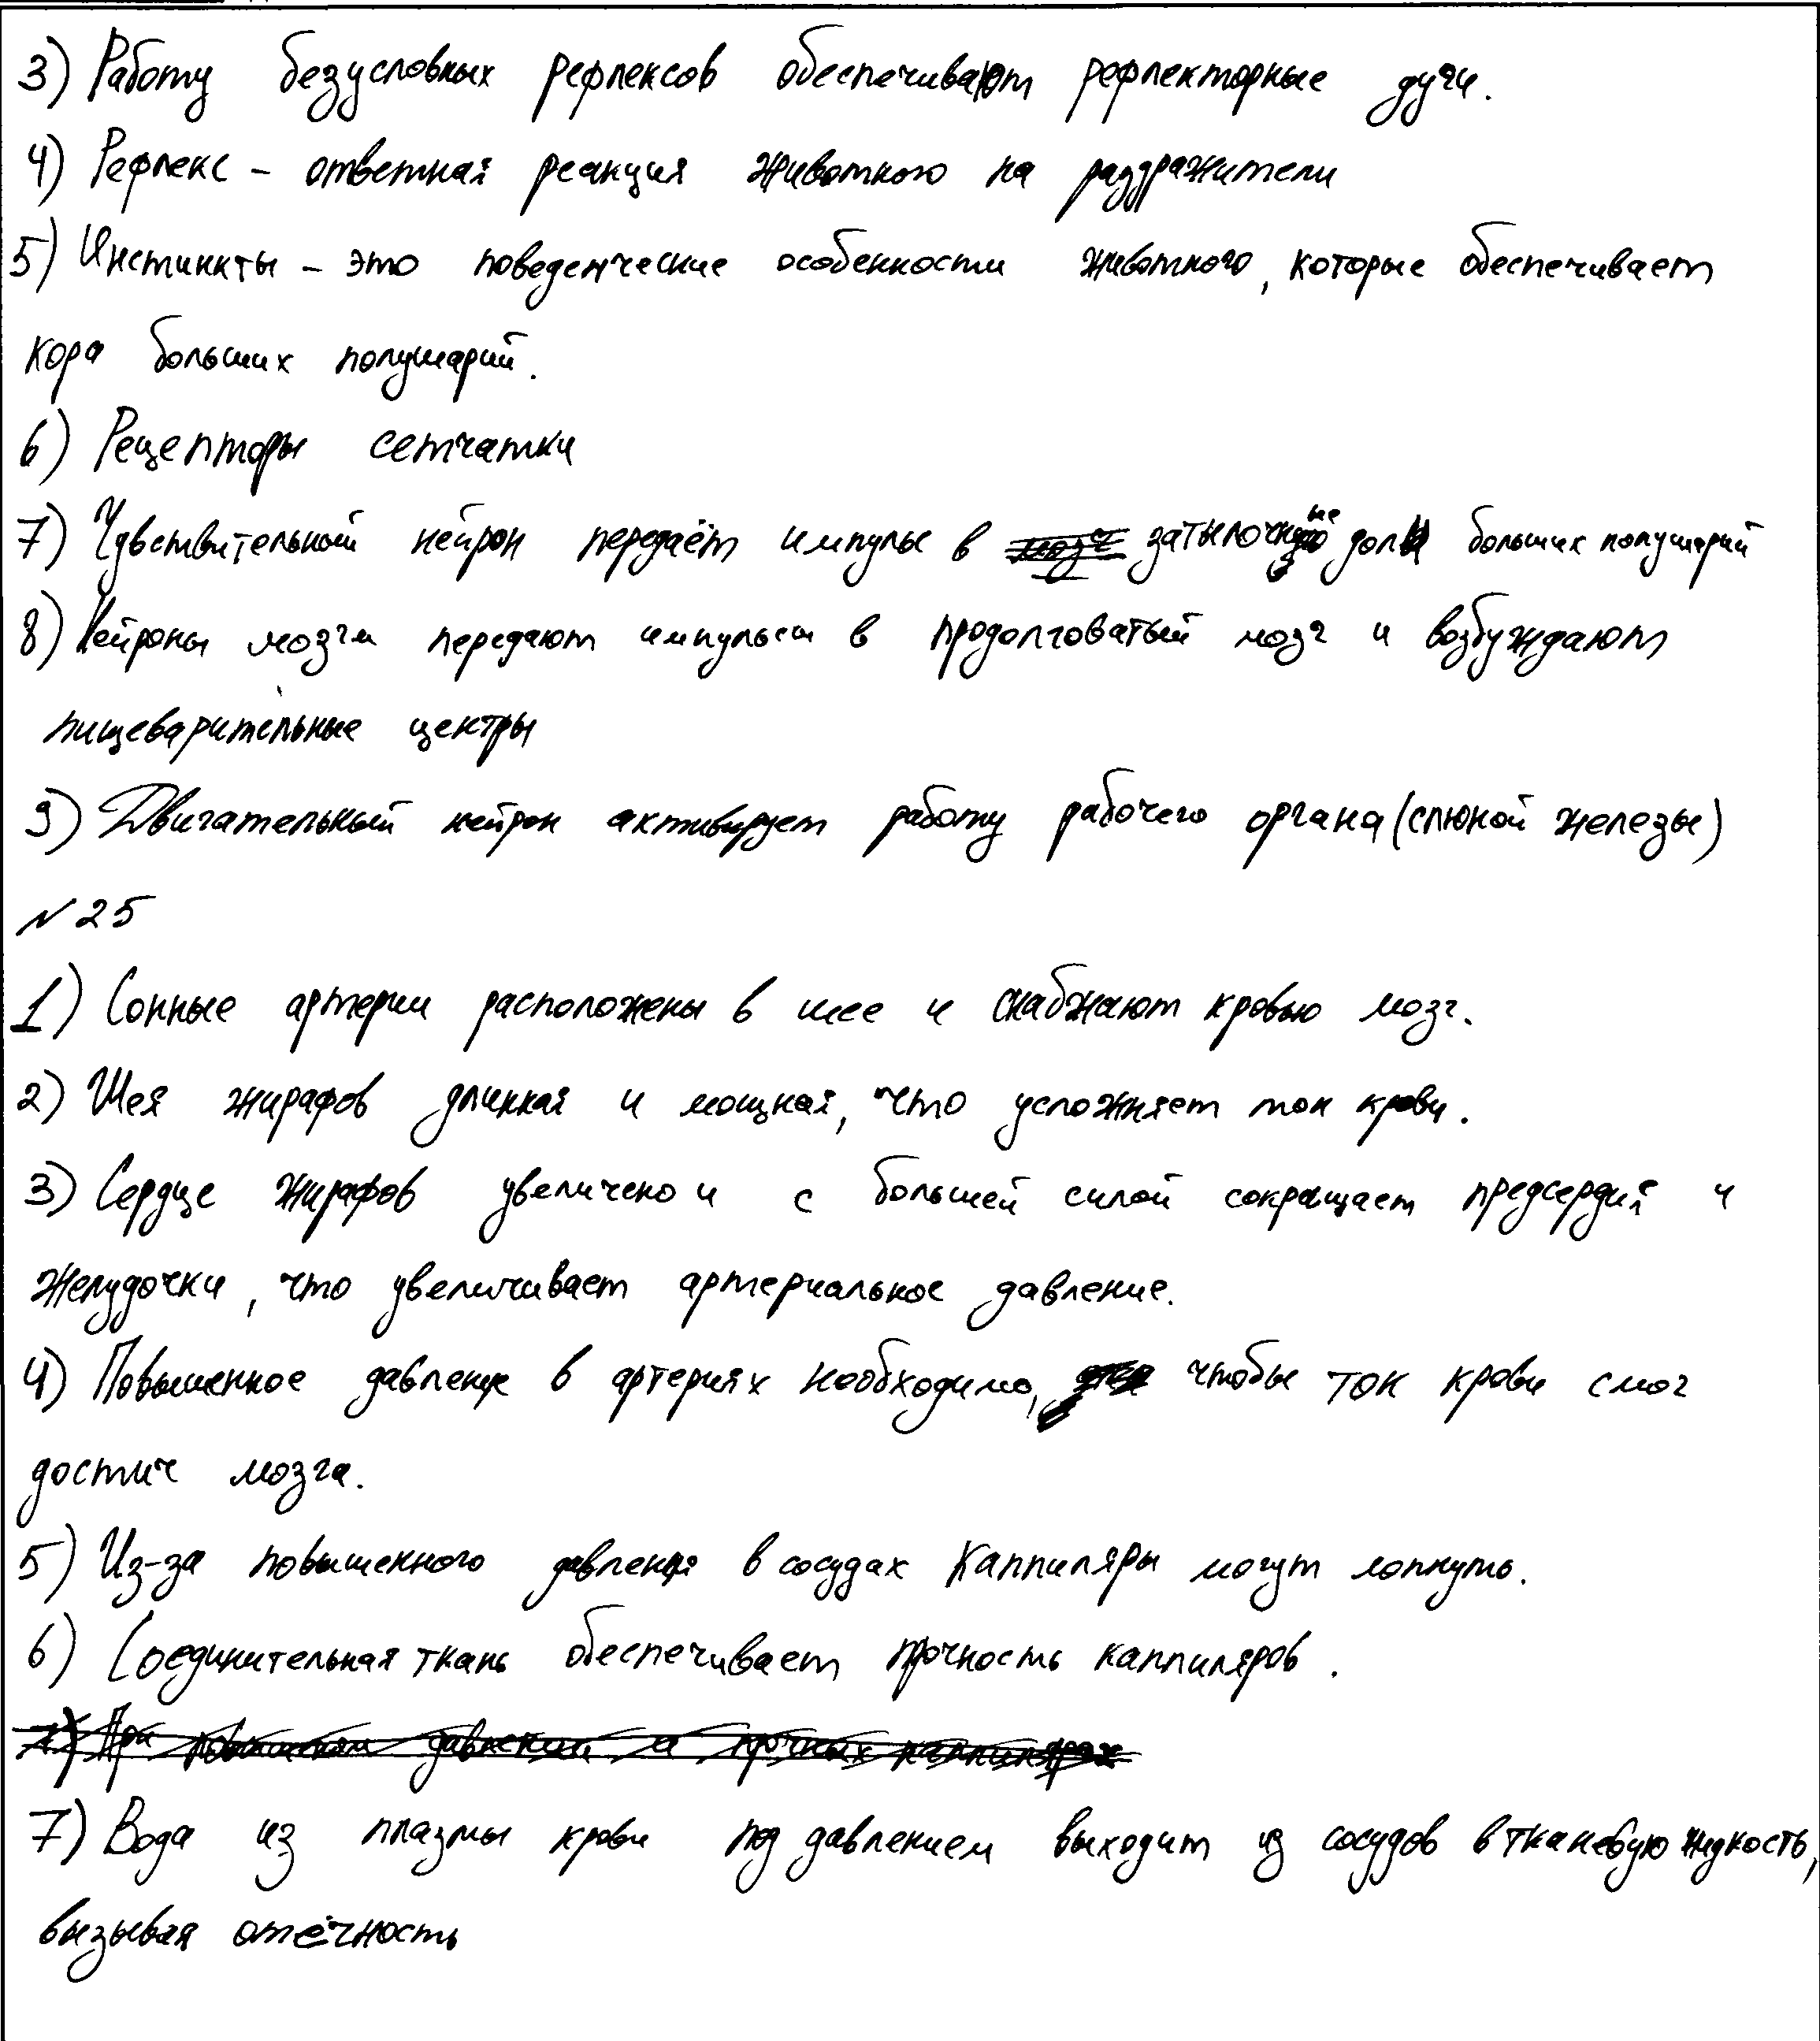 3) Работу безусловных рефлексов обеспечивают рефлекторные дуги.
4) Рефлекс – ответная реакция животного на раздражители
5) Инстинкты – это поведенческие особенности животного, которые обеспечивает
кора больших полушарий.
6) Рецепторы сетчатки
7) Чувствительный нейрон передаёт импульс в мозг затылочные доли больших полушарий
8) Нейроны мозга передают импульсы в продолговатый мозг и возбуждают
пищеварительные центры
9) Двигательный нейрон активирует работу рабочего органа (слюной железы)
№25
1) Сонные артерии расположены в шее и снабжают кровью мозг.
2) Шея жирафов длинная и мощная, что усложняет ток крови.
3) Сердце жирафов увеличено и с большей силой сокращает предсердия и
желудочки, что увеличивает артериальное давление.
4) Повышенное давление в артериях необходимо, чтобы ток крови смог
достич мозга.
5) Из-за повышенного давления в сосудах каппиляры могут лопнуть.
6) Соединительная ткань обеспечивает прочность каппиляров.
7) При повышенном давлении и прочных каппилярах
7) Вода из плазмы крови под давлением выходит из сосудов в тканевую жидкость,
вызывая отёчность